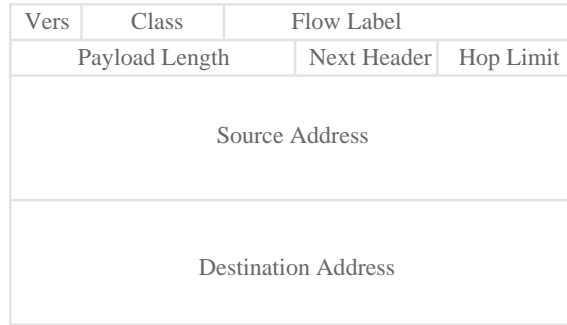 Vers Class Flow Label
Payload Length Next Header Hop Limit
Source Address
Destination Address